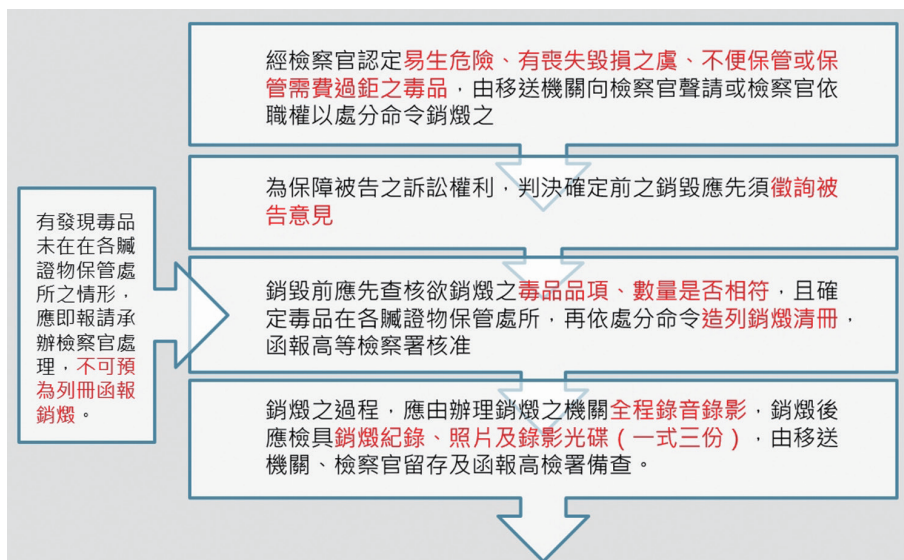 經檢察官認定易生危險、有喪失毀損之虞、不便保管或保
管需費過鉅之毒品，由移送機關向檢察官聲請或檢察官依
職權以處分命令銷燬之
為保障被告之訴訟權利，判決確定前之銷毀應先須徵詢被
告意見
有發現毒品
未在在各贓
證物保管處
所之情形，
應即報請承
辦檢察官處
理，不可預
為列冊函報
銷燬。
銷毀前應先查核欲銷燬之毒品品項、數量是否相符，且確
定毒品在各贓證物保管處所，再依處分命令造列銷燬清冊，
函報高等檢察署核准
銷燬之過程，應由辦理銷燬之機關全程錄音錄影，銷燬後
應檢具銷燬紀錄、照片及錄影光碟（一式三份），由移送
機關、檢察官留存及函報高檢署備查。